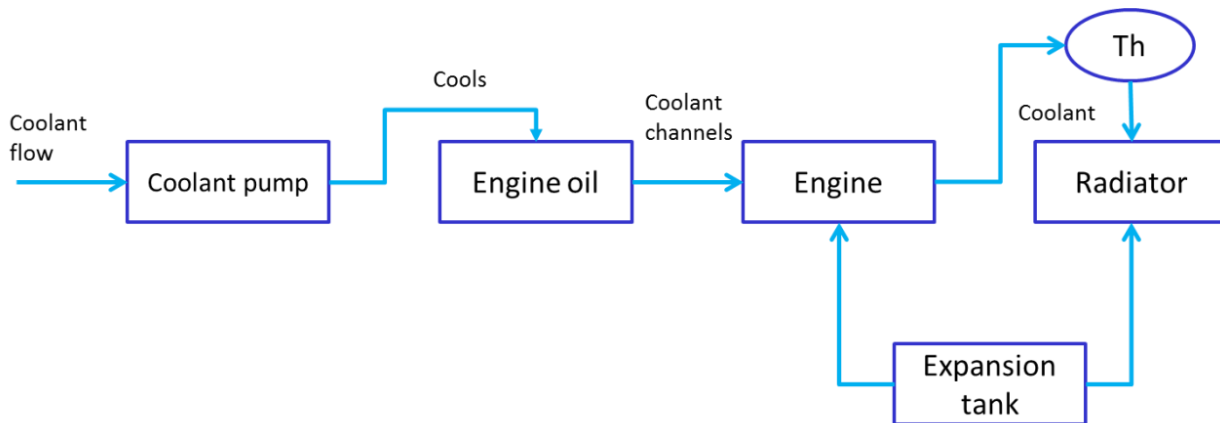 Th
Cools
Coolant
channels
Coolant
Coolant
flow
Coolant pump
Engine oil
Engine
Radiator
Expansion
tank